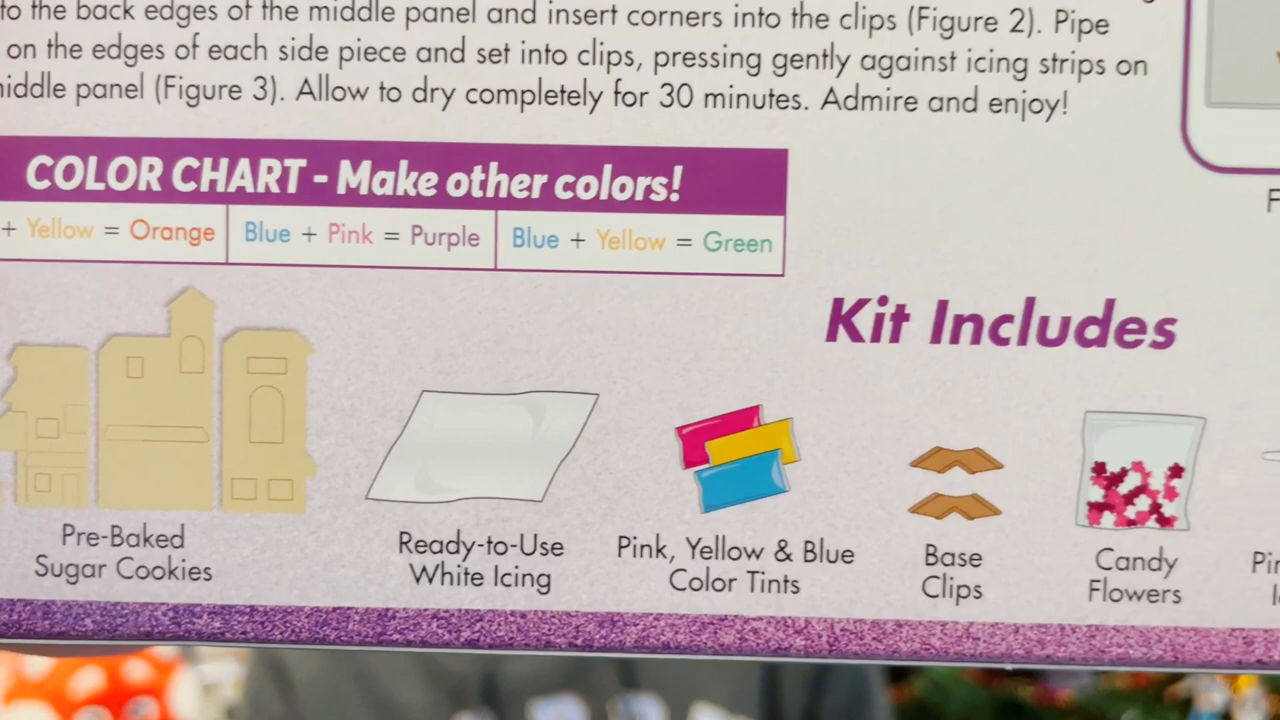 to the back edges of the middle panel and insert corners into the clips (Figure 2). Pipe
on the edges of each side piece and set into clips, pressing gently against icing strips on
middle panel (Figure 3). Allow to dry completely for 30 minutes. Admire and enjoy!
COLOR CHART - Make other colors!
+ Yellow = Orange
Blue + Pink = Purple
Blue + Yellow = Green
Kit Includes
Pre-Baked
Sugar Cookies
Ready-to-Use
White Icing
Pink, Yellow & Blue
Color Tints
Base
Clips
Candy
Flowers